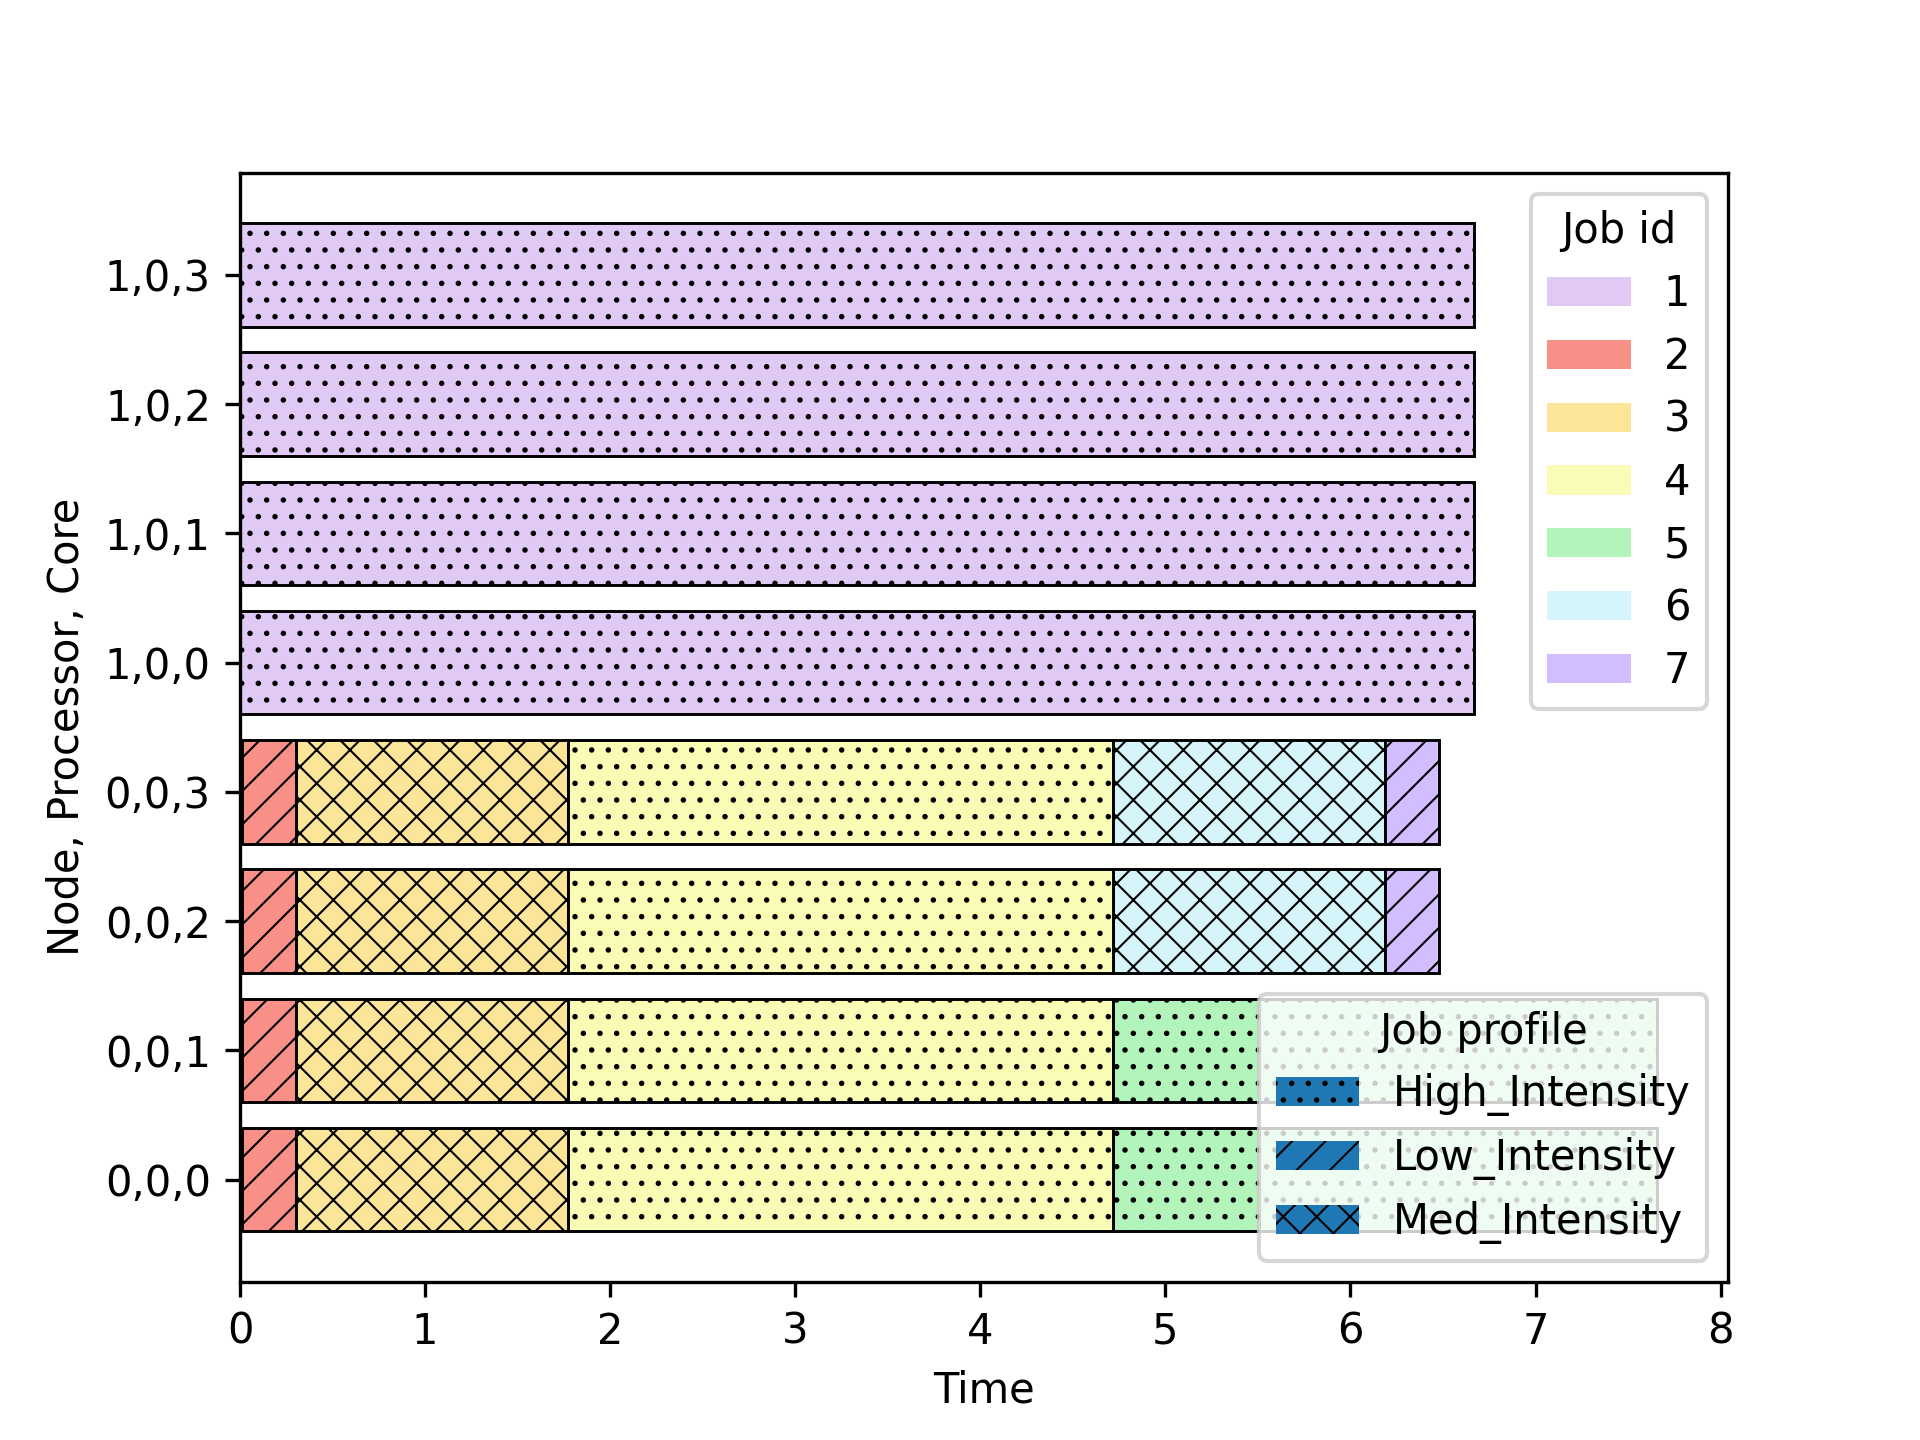 Job id
1
2
3
4
5
6
7
Node, Processor, Core
1,0,3
1,0,2
1,0,1
1,0,0
0,0,3
0,0,2
0,0,1
0,0,0
Job profile
High_Intensity
Low_Intensity
Med_Intensity
0 1 2 3 4 5 6 7 8
Time